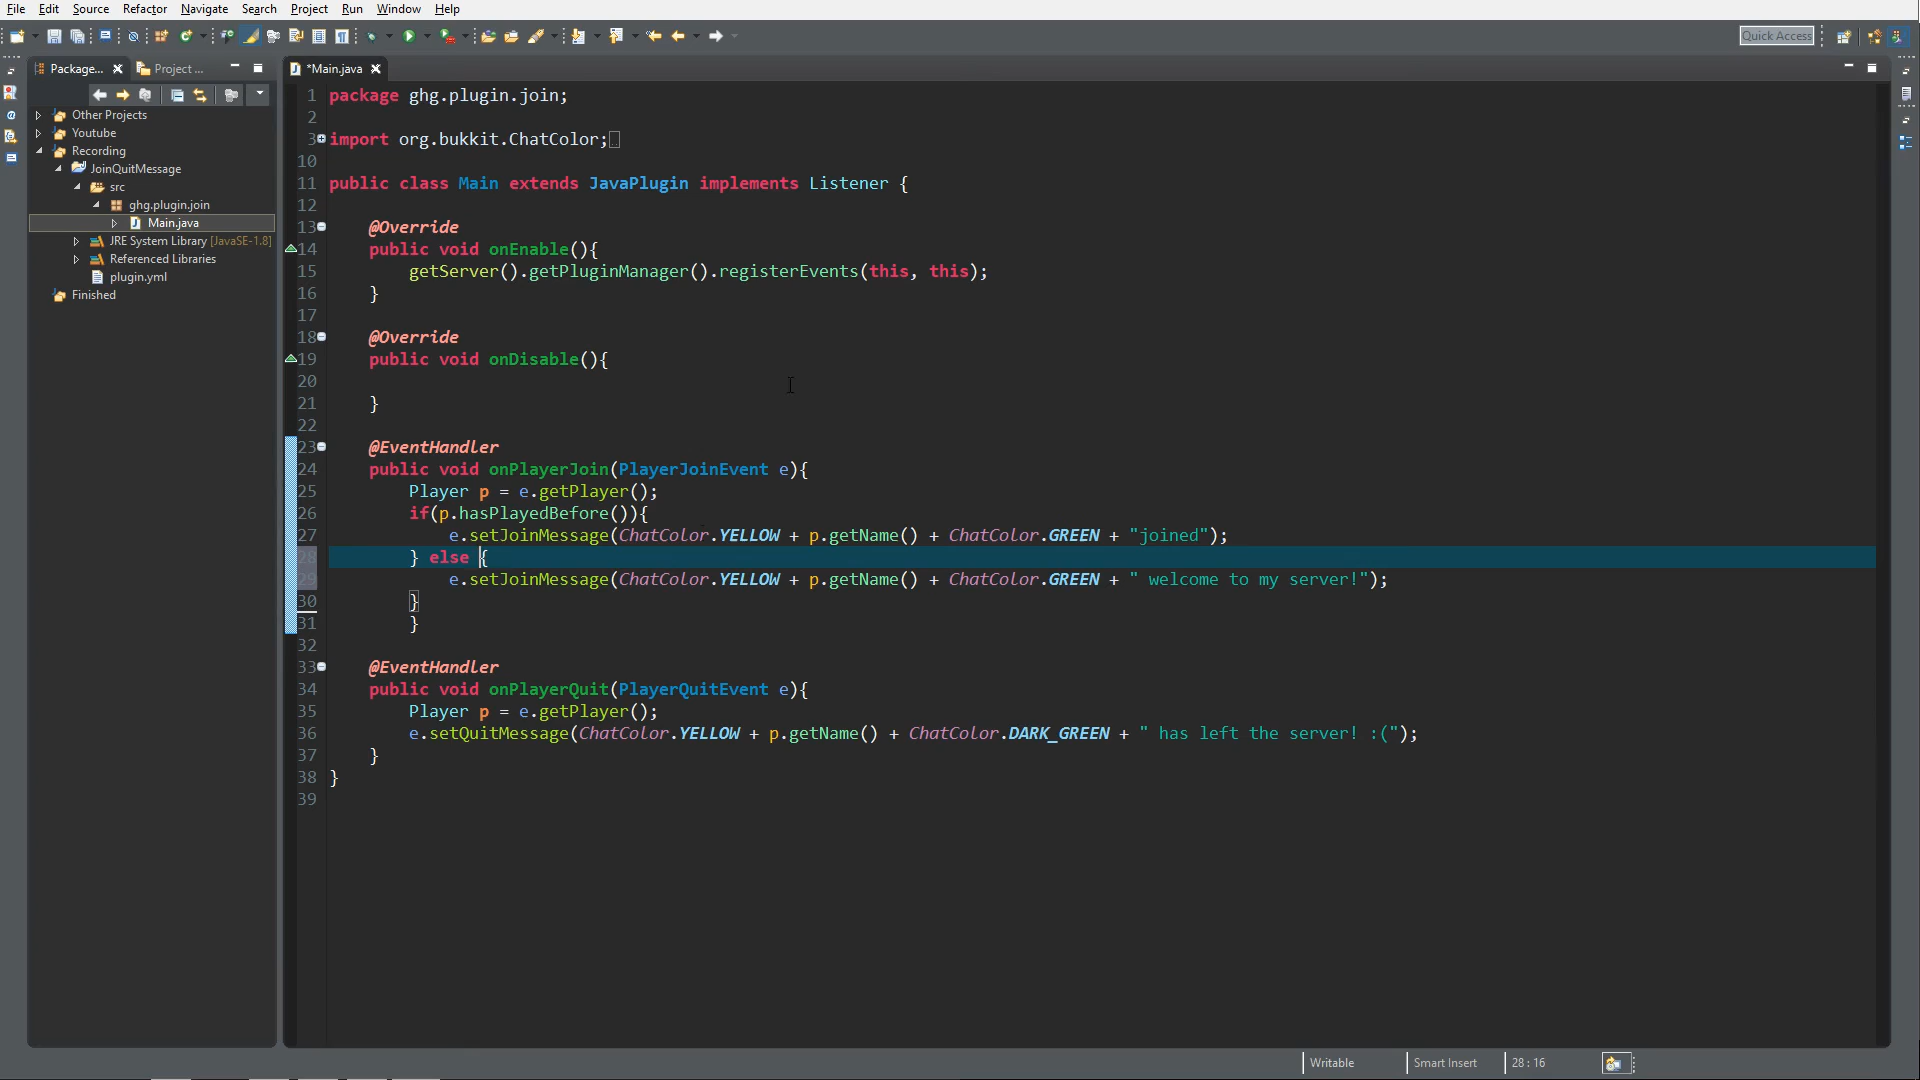 File Edit Source Refactor Navigate Search Project Run Window Help
Quick Access
Package... Project ...
*Main.java
Other Projects
Youtube
Recording
JoinQuitMessage
src
ghg.plugin.join
Main.java
JRE System Library [JavaSE-1.8]
Referenced Libraries
plugin.yml
Finished
1 package ghg.plugin.join;
2
3 import org.bukkit.ChatColor;
10
11 public class Main extends JavaPlugin implements Listener {
12
13 @Override
14 public void onEnable(){
15 getServer().getPluginManager().registerEvents(this, this);
16 }
17
18 @Override
19 public void onDisable(){
20
21 }
22
23 @EventHandler
24 public void onPlayerJoin(PlayerJoinEvent e){
25 Player p = e.getPlayer();
26 if(p.hasPlayedBefore()){
27 e.setJoinMessage(ChatColor.YELLOW + p.getName() + ChatColor.GREEN + "joined");
28 } else {
29 e.setJoinMessage(ChatColor.YELLOW + p.getName() + ChatColor.GREEN + " welcome to my server!");
30 }
31 }
32
33 @EventHandler
34 public void onPlayerQuit(PlayerQuitEvent e){
35 Player p = e.getPlayer();
36 e.setQuitMessage(ChatColor.YELLOW + p.getName() + ChatColor.DARK_GREEN + " has left the server! :(");
37 }
38 }
39
Writable Smart Insert 28 : 16